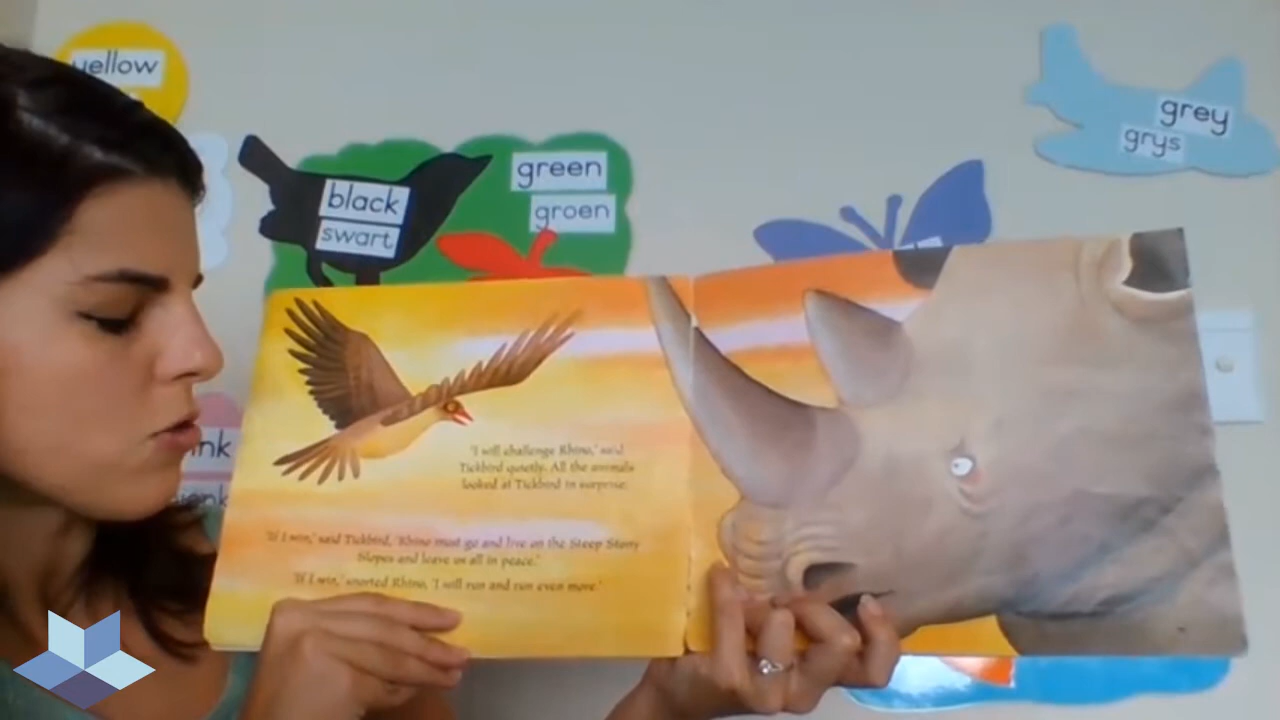 yellow
grey
grys
black
swart
green
groen
'I will challenge Rhino,' said
Tickbird quietly. All the animals
looked at Tickbird in surprise.
'If I win,' said Tickbird, 'Rhino must go and live on the Steep Stony
Slopes and leave us all in peace.'
'If I win,' snorted Rhino, 'I will run and run even more.'